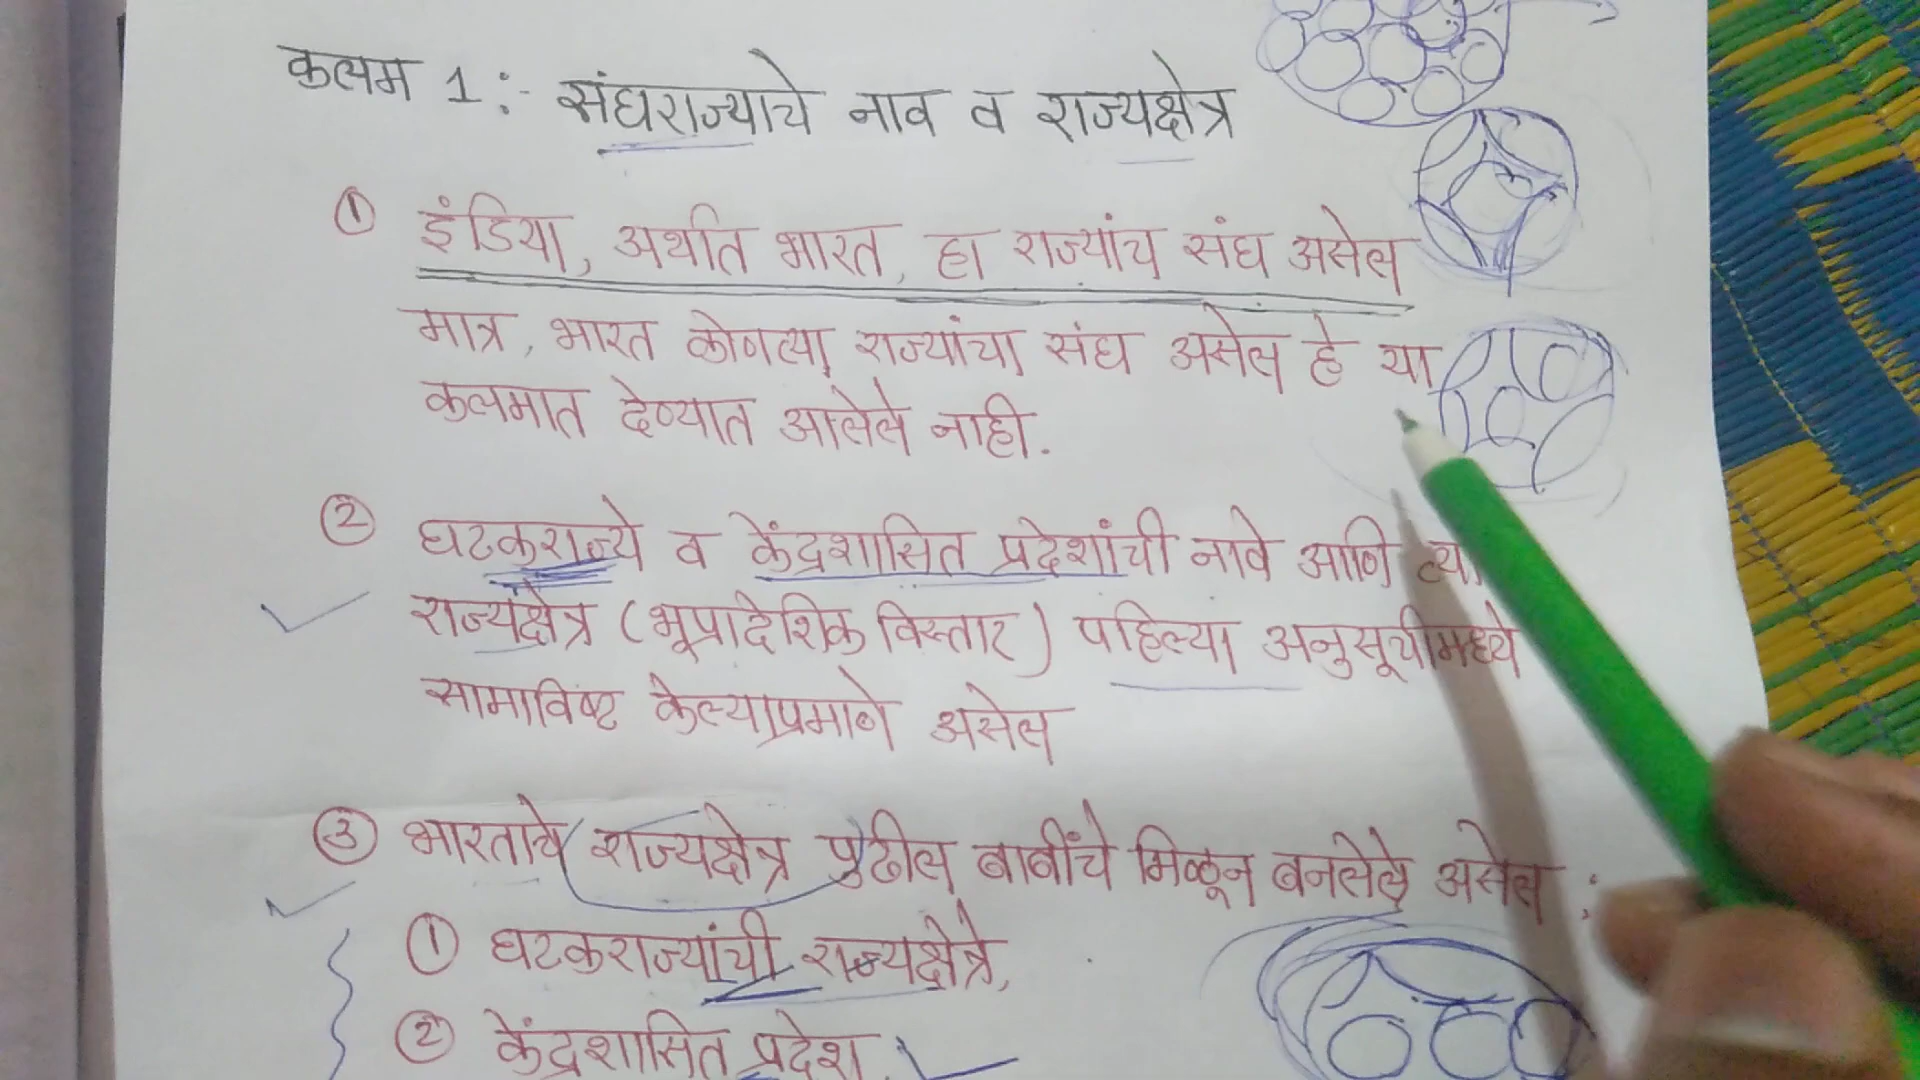 कलम 1:- संघराज्याचे नाव व राज्यक्षेत्र
① इंडिया, अर्थात भारत, हा राज्यांच संघ असेल
मात्र, भारत कोणत्या राज्यांचा संघ असेल हे या
कलमात देण्यात आलेले नाही.
② घटकराज्ये व केंद्रशासित प्रदेशांची नावे आणि
राज्यक्षेत्र (भूप्रादेशिक विस्तार) पहिल्या अनुसूचीमध्ये
सामाविष्ट केल्याप्रमाणे असेल
③ भारताचे राज्यक्षेत्र पुढील बाबींचे मिळून बनलेले असेल :
① घटकराज्यांची राज्यक्षेत्रे,
② केंद्रशासित प्रदेश